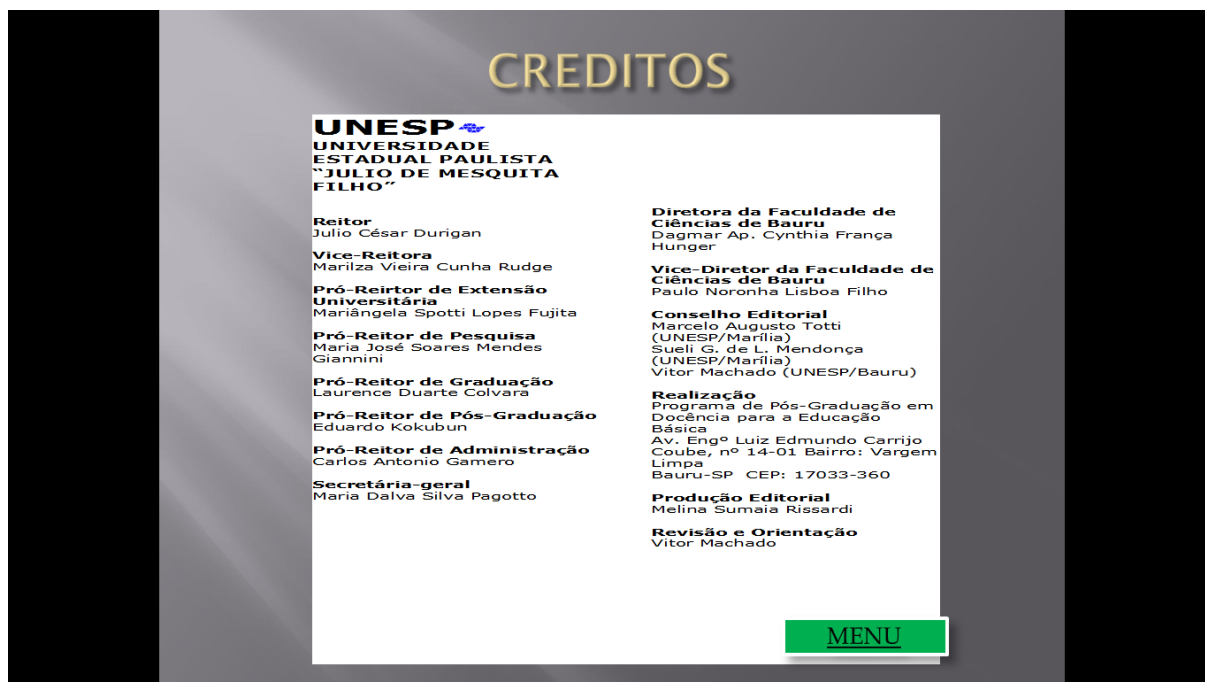 CREDITOS
UNESP
UNIVERSIDADE
ESTADUAL PAULISTA
"JULIO DE MESQUITA
FILHO"
Reitor
Julio César Durigan
Vice-Reitora
Marilza Vieira Cunha Rudge
Pró-Reirtor de Extensão
Universitária
Mariângela Spotti Lopes Fujita
Pró-Reitor de Pesquisa
Maria José Soares Mendes
Giannini
Pró-Reitor de Graduação
Laurence Duarte Colvara
Pró-Reitor de Pós-Graduação
Eduardo Kokubun
Pró-Reitor de Administração
Carlos Antonio Gamero
Secretária-geral
Maria Dalva Silva Pagotto
Diretora da Faculdade de
Ciências de Bauru
Dagmar Ap. Cynthia França
Hunger
Vice-Diretor da Faculdade de
Ciências de Bauru
Paulo Noronha Lisboa Filho
Conselho Editorial
Marcelo Augusto Totti
(UNESP/Marília)
Sueli G. de L. Mendonça
(UNESP/Marília)
Vitor Machado (UNESP/Bauru)
Realização
Programa de Pós-Graduação em
Docência para a Educação
Básica
Av. Engº Luiz Edmundo Carrijo
Coube, nº 14-01 Bairro: Vargem
Limpa
Bauru-SP  CEP: 17033-360
Produção Editorial
Melina Sumaia Rissardi
Revisão e Orientação
Vitor Machado
MENU